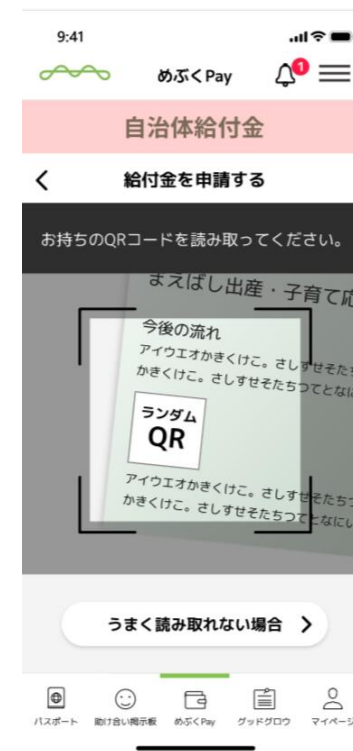 9:41
めぶくPay
1
自治体給付金
給付金を申請する
お持ちのQRコードを読み取ってください。
まえばし出産・子育て応
今後の流れ
アイウエオかきくけこ。さしすせそたち
かきくけこ。さしすせそたちつてとなに
ランダム
QR
アイウエオかきくけこ。さしすせそたちつ
かきくけこ。さしすせそたちつてとなにぃ
うまく読み取れない場合
パスポート
助け合い掲示板
めぶくPay
グッドグロウ
マイページ